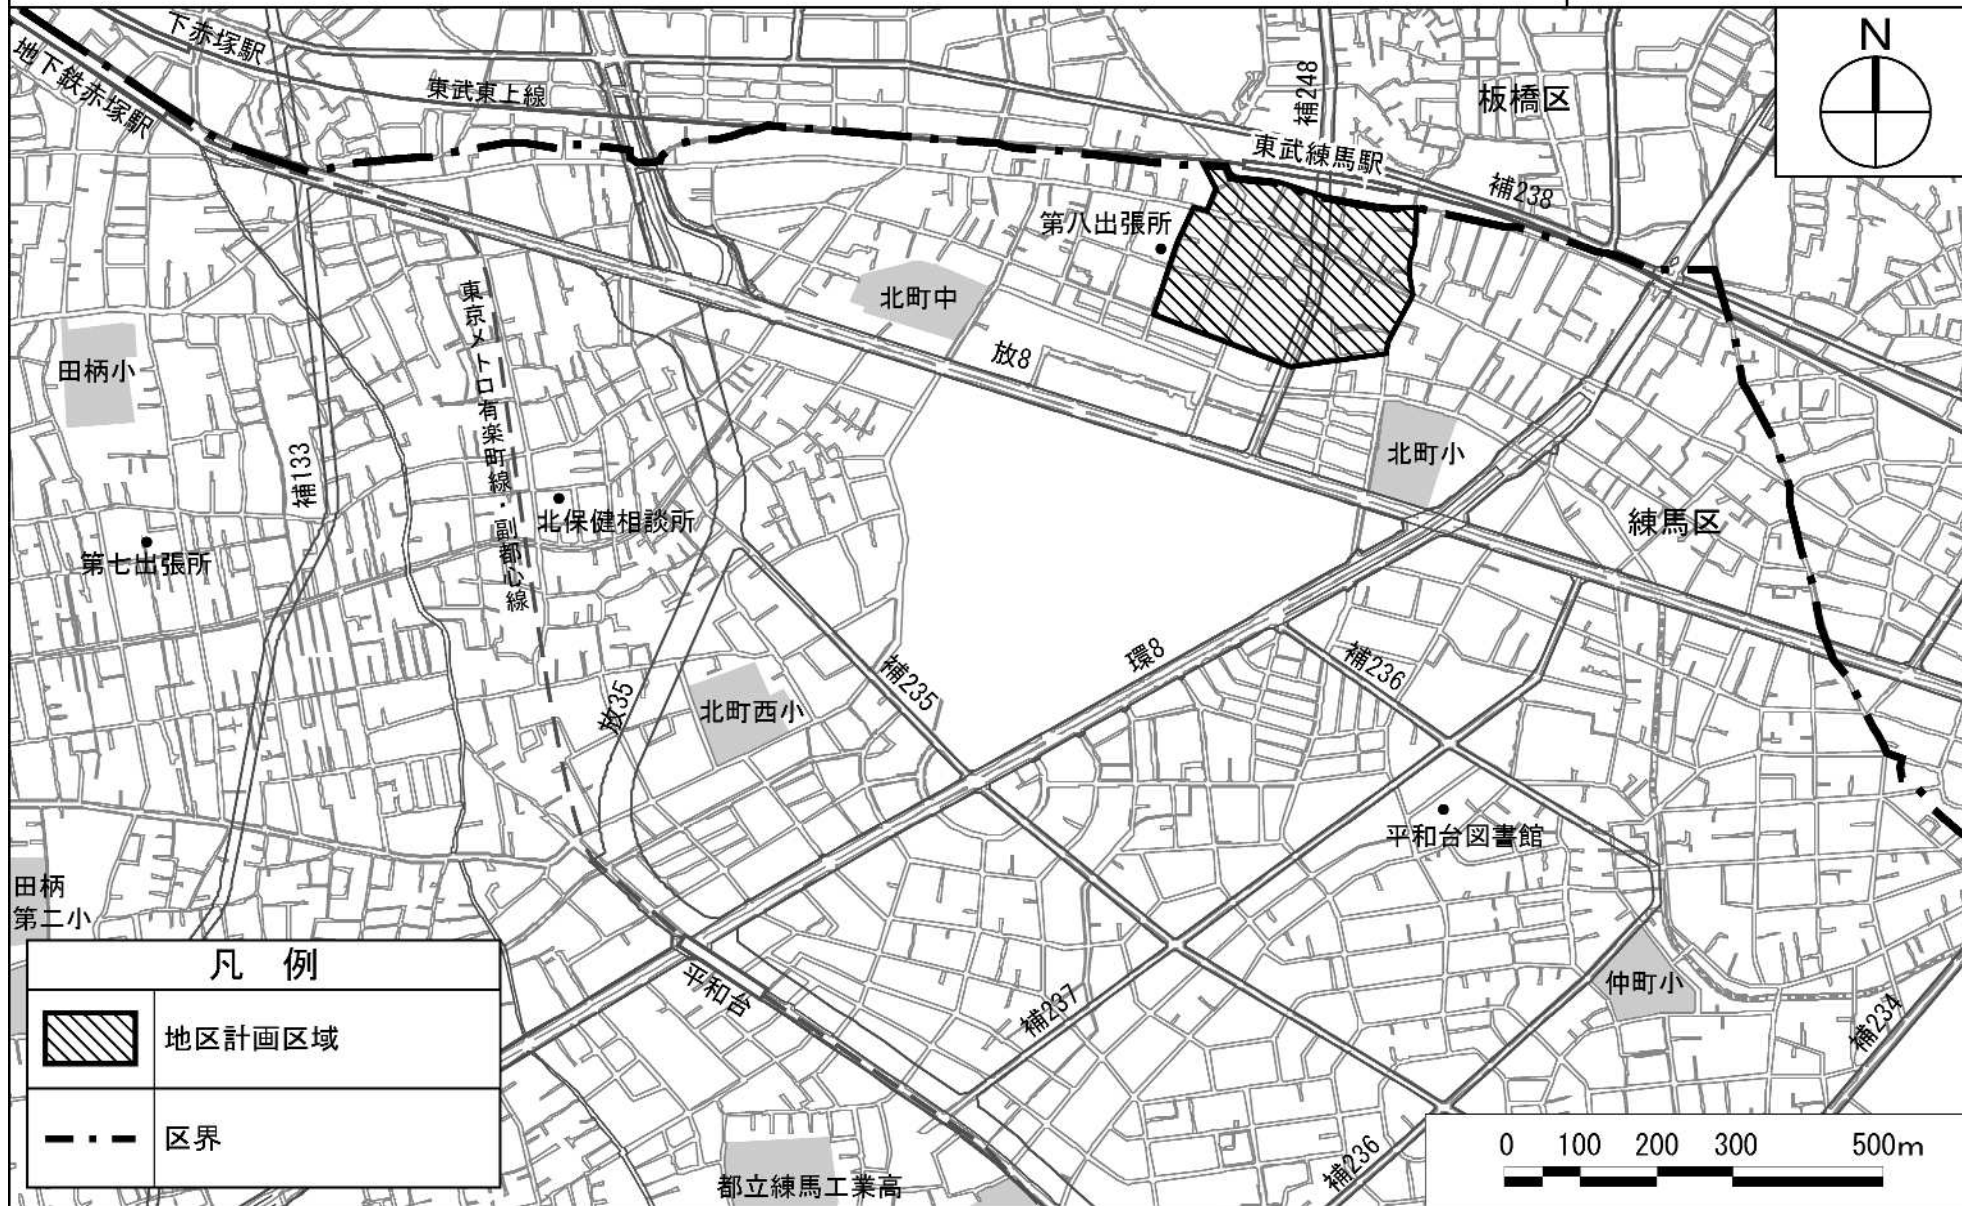 下赤塚駅
地下鉄赤塚駅
東武東上線
補248
板橋区
N
東武練馬駅
補238
第八出張所
北町中
田柄小
放8
東京メトロ有楽町線・副都心線
補133
北町小
北保健相談所
練馬区
第七出張所
環8
補236
補235
放35
北町西小
平和台図書館
田柄
第二小
凡 例
地区計画区域
区界
平和台
補237
仲町小
補234
補236
都立練馬工業高
0 100 200 300 500m